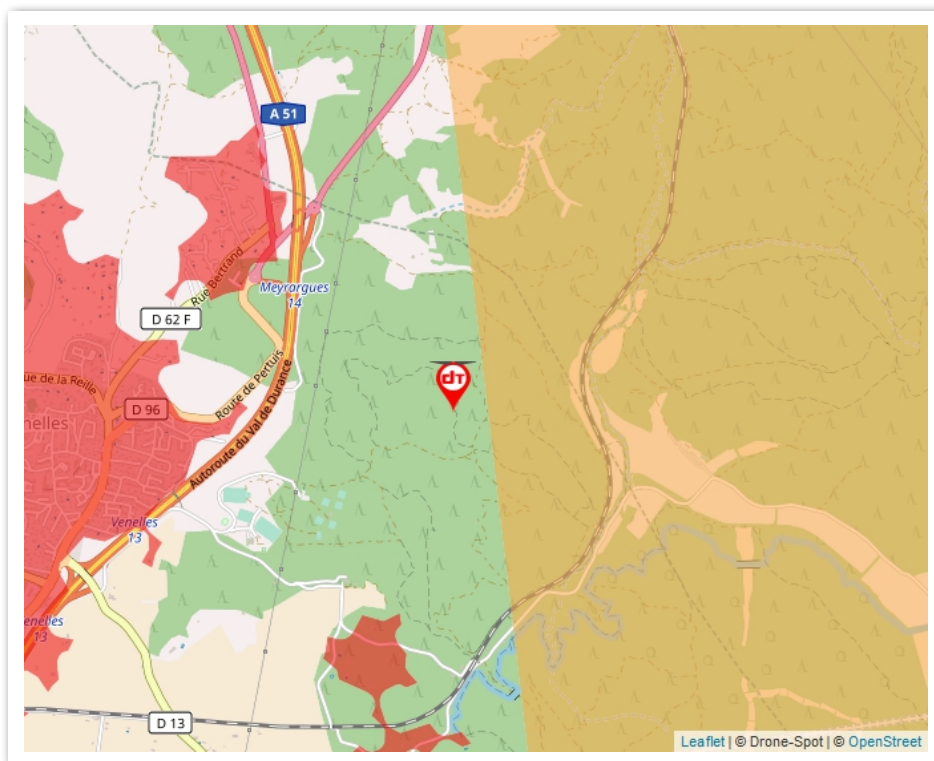 A 51
Rue Bertrand
Meyrargues
14
D 62 F
Route de Pertuis
ue de la Reille
D 96
dT
nelles
Autoroute du Val de Durance
Venelles
13
enelles
13
D 13
Leaflet | © Drone-Spot | © OpenStreet